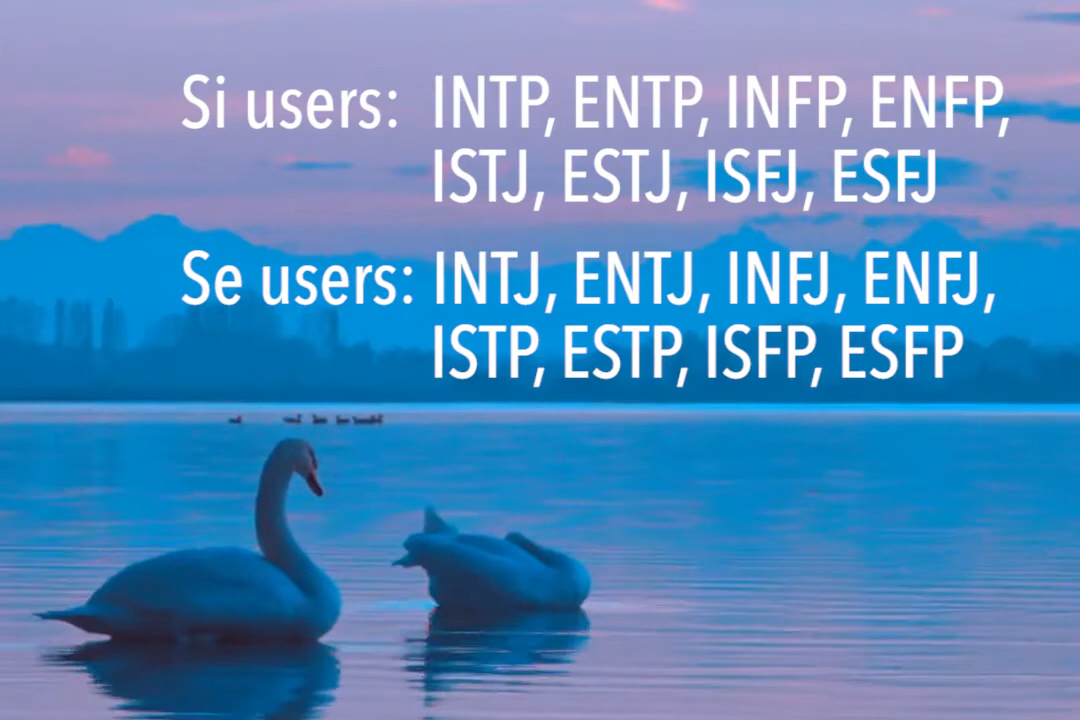 Si users: INTP, ENTP, INFP, ENFP,
ISTJ, ESTJ, ISFJ, ESFJ
Se users: INTJ, ENTJ, INFJ, ENFJ,
ISTP, ESTP, ISFP, ESFP